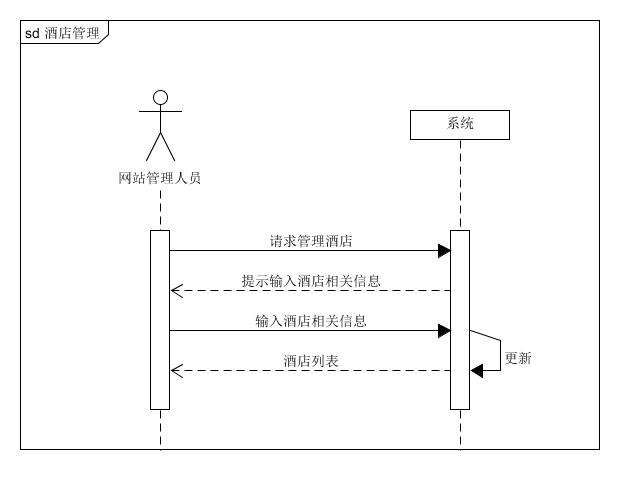 sd 酒店管理
系统
网站管理人员
请求管理酒店
提示输入酒店相关信息
输入酒店相关信息
酒店列表
更新